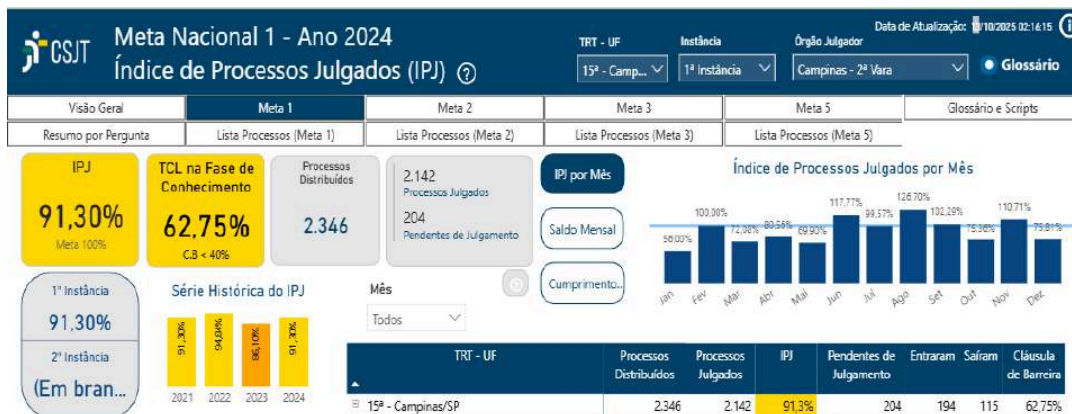 CSJT
Meta Nacional 1 - Ano 2024
Índice de Processos Julgados (IPJ) ?
Data de Atualização: 10/2025 02:16:15 i
TRT - UF
Instância
Órgão Julgador
15ª - Camp...
1ª Instância
Campinas - 2ª Vara
Glossário
Visão Geral
Meta 1
Meta 2
Meta 3
Meta 5
Glossário e Scripts
Resumo por Pergunta
Lista Processos (Meta 1)
Lista Processos (Meta 2)
Lista Processos (Meta 3)
Lista Processos (Meta 5)
IPJ
91,30%
Meta 100%
TCL na Fase de
Conhecimento
62,75%
C.B < 40%
Processos
Distribuídos
2.346
2.142
Processos Julgados
204
Pendentes de Julgamento
IPJ por Mês
Saldo Mensal
Cumprimento..
Índice de Processos Julgados por Mês
56,00%
100,00%
72,98%
117,77%
99,57%
126,70%
102,29%
75,36%
110,71%
Jan Fev Mar Abr Mai Jun Jul Ago Set Out Nov Dez
1ª Instância
91,30%
2ª Instância
(Em bran...
Série Histórica do IPJ
91,30%
94,84%
91,30%
2021 2022 2023 2024
Mês
Todos
TRT - UF
Processos Distribuídos
Processos Julgados
IPJ
Pendentes de Julgamento
Entraram
Saíram
Cláusula de Barreira
15ª - Campinas/SP 2.346 2.142 91,3% 204 194 115 62,75%